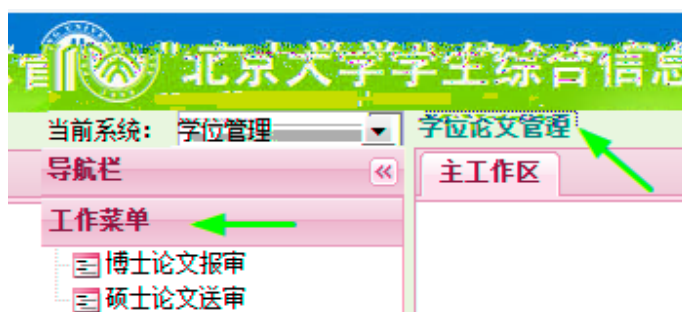 北京大学学生综合信息
当前系统： 学位管理 学位论文管理
导航栏 主工作区
工作菜单
博士论文报审
硕士论文送审